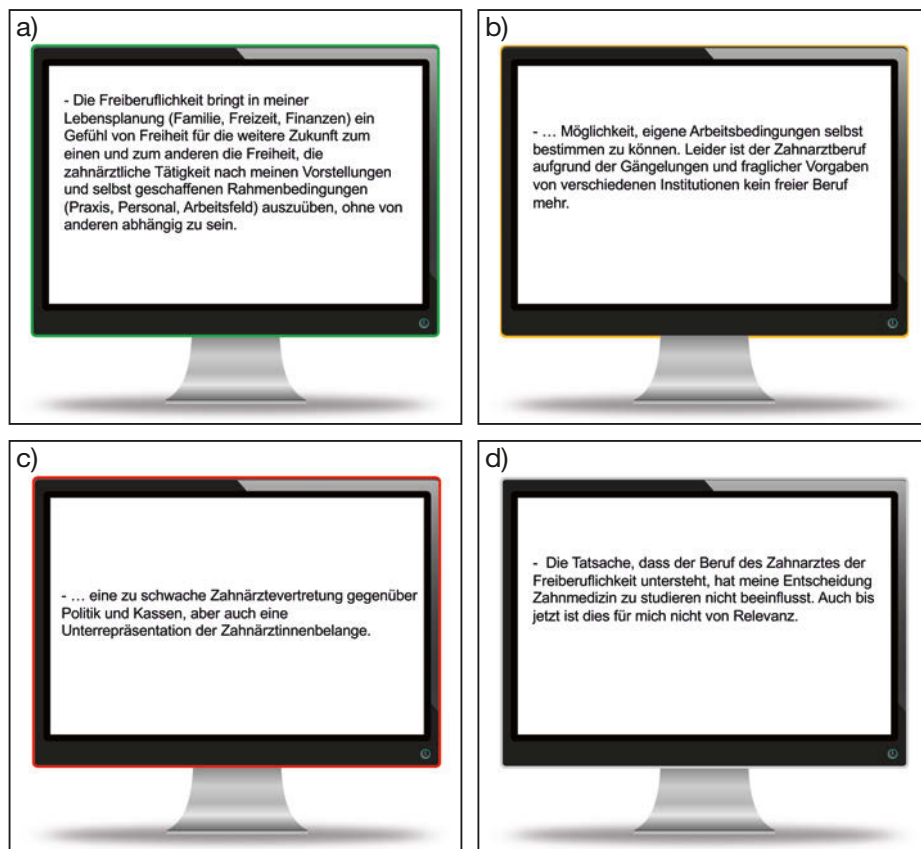 a)
- Die Freiberuflichkeit bringt in meiner
Lebensplanung (Familie, Freizeit, Finanzen) ein
Gefühl von Freiheit für die weitere Zukunft zum
einen und zum anderen die Freiheit, die
zahnärztliche Tätigkeit nach meinen Vorstellungen
und selbst geschaffenen Rahmenbedingungen
(Praxis, Personal, Arbeitsfeld) auszuüben, ohne von
anderen abhängig zu sein.
b)
- … Möglichkeit, eigene Arbeitsbedingungen selbst
bestimmen zu können. Leider ist der Zahnarztberuf
aufgrund der Gängelungen und fraglicher Vorgaben
von verschiedenen Institutionen kein freier Beruf
mehr.
c)
- … eine zu schwache Zahnärztevertretung gegenüber
Politik und Kassen, aber auch eine
Unterrepräsentation der Zahnärztinnenbelange.
d)
- Die Tatsache, dass der Beruf des Zahnarztes der
Freiberuflichkeit untersteht, hat meine Entscheidung
Zahnmedizin zu studieren nicht beeinflusst. Auch bis
jetzt ist dies für mich nicht von Relevanz.